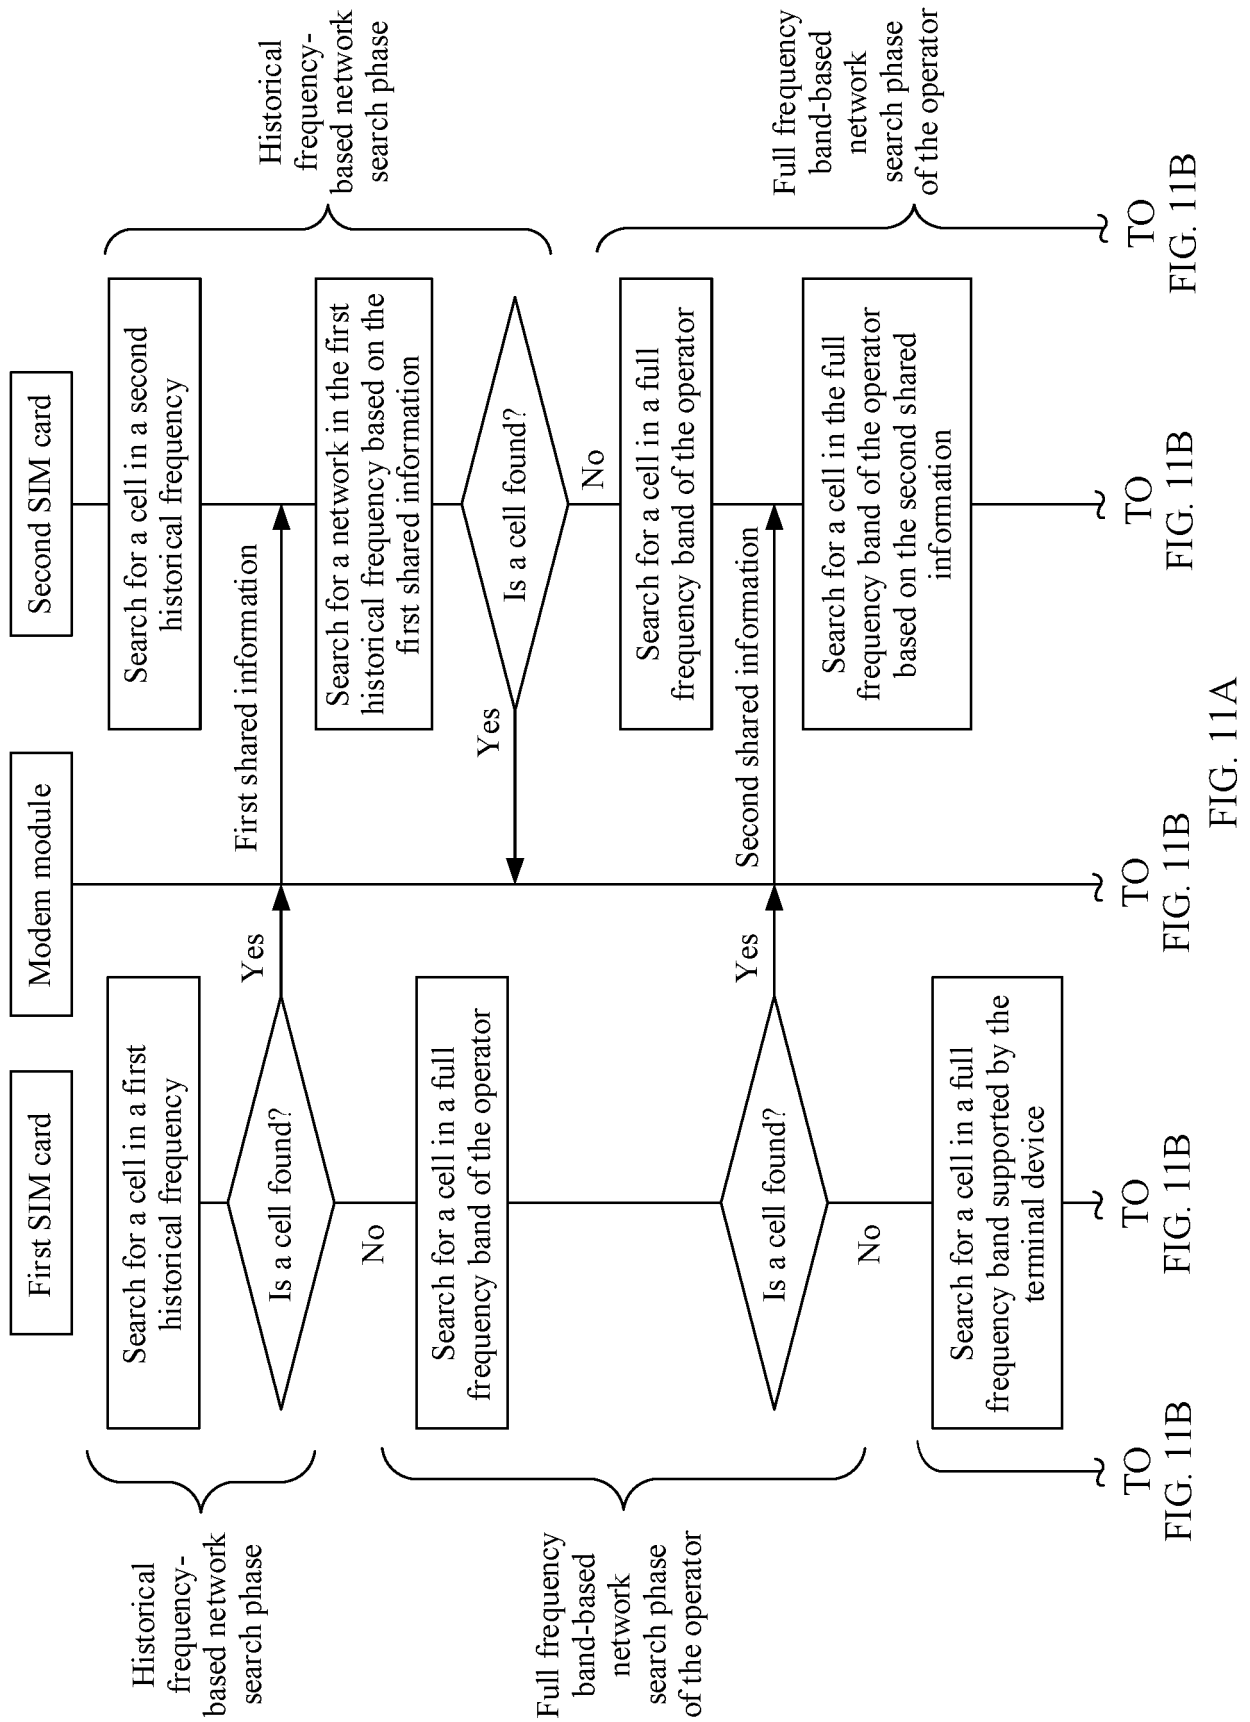 First SIM card
Modem module
Second SIM card
Historical
frequency-
based network
search phase
Search for a cell in a first
historical frequency
Search for a cell in a second
historical frequency
Historical
frequency-
based network
search phase
Is a cell found?
Yes
First shared information
No
Search for a network in the first
historical frequency based on the
first shared information
Full frequency
band-based
network
search phase
of the operator
Search for a cell in a full
frequency band of the operator
Yes
Is a cell found?
No
Search for a cell in a full
frequency band of the operator
Full frequency
band-based
network
search phase
of the operator
Is a cell found?
Yes
Second shared information
No
Search for a cell in the full
frequency band of the operator
based on the second shared
information
Search for a cell in a full
frequency band supported by the
terminal device
TO
FIG. 11B
TO
FIG. 11B
TO
FIG. 11B
TO
FIG. 11B
TO
FIG. 11B
FIG. 11A